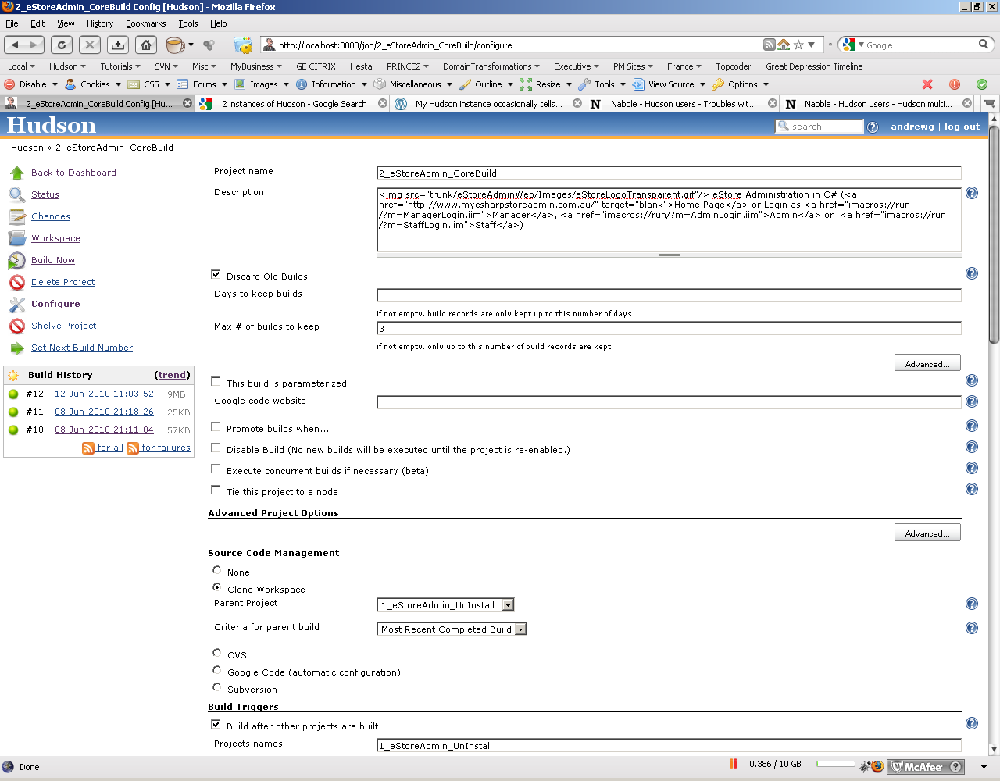 2_eStoreAdmin_CoreBuild Config [Hudson] - Mozilla Firefox
File Edit View History Bookmarks Tools Help
http://localhost:8080/job/2_eStoreAdmin_CoreBuild/configure Google
Local Hudson Tutorials SVN Misc MyBusiness GE CITRIX Hesta PRINCE2 DomainTransformations Executive PM Sites France Topcoder Great Depression Timeline
Disable Cookies CSS Forms Images Information Miscellaneous Outline Resize Tools View Source Options
2_eStoreAdmin_CoreBuild Config [Hu... 2 instances of Hudson - Google Search My Hudson instance occasionally tells... Nabble - Hudson users - Troubles wit... Nabble - Hudson users - Hudson multi...
Hudson search andrewg | log out
Hudson » 2_eStoreAdmin_CoreBuild
Back to Dashboard
Status
Changes
Workspace
Build Now
Delete Project
Configure
Shelve Project
Set Next Build Number
Build History (trend)
#12 12-Jun-2010 11:03:52 9MB
#11 08-Jun-2010 21:18:26 25KB
#10 08-Jun-2010 21:11:04 57KB
for all for failures
Project name 2_eStoreAdmin_CoreBuild
Description
<img src="trunk/eStoreAdminWeb/Images/eStoreLogoTransparent.gif"/> eStore Administration in C# (<a
href="http://www.mycsharpstoreadmin.com.au/" target="blank">Home Page</a> or Login as <a href="imacros://run
/?m=ManagerLogin.iim">Manager</a>, <a href="imacros://run/?m=AdminLogin.iim">Admin</a> or  <a href="imacros://run
/?m=StaffLogin.iim">Staff</a>)
Discard Old Builds
Days to keep builds
if not empty, build records are only kept up to this number of days
Max # of builds to keep 3
if not empty, only up to this number of build records are kept
Advanced...
This build is parameterized
Google code website
Promote builds when...
Disable Build (No new builds will be executed until the project is re-enabled.)
Execute concurrent builds if necessary (beta)
Tie this project to a node
Advanced Project Options
Advanced...
Source Code Management
None
Clone Workspace
Parent Project 1_eStoreAdmin_UnInstall
Criteria for parent build Most Recent Completed Build
CVS
Google Code (automatic configuration)
Subversion
Build Triggers
Build after other projects are built
Projects names 1_eStoreAdmin_UnInstall
Done 0.386 / 10 GB McAfee